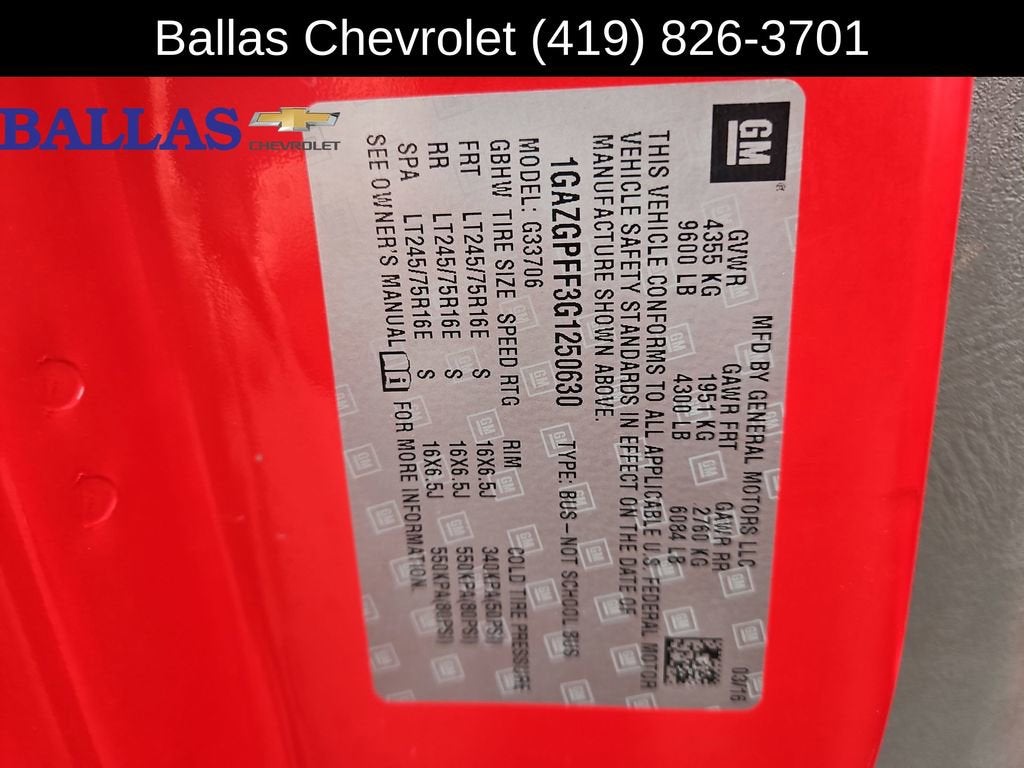 Ballas Chevrolet (419) 826-3701
BALLAS
CHEVROLET
GM
MFD BY GENERAL MOTORS LLC 03/16
GVWR GAWR FRT GAWR RR
4355 KG 1951 KG 2760 KG
9600 LB 4300 LB 6084 LB
THIS VEHICLE CONFORMS TO ALL APPLICABLE U.S. FEDERAL MOTOR
VEHICLE SAFETY STANDARDS IN EFFECT ON THE DATE OF
MANUFACTURE SHOWN ABOVE.
1GAZGPFF3G1250630 TYPE: BUS-NOT SCHOOL BUS
MODEL: G33706
GBHW TIRE SIZE SPEED RTG RIM COLD TIRE PRESSURE
FRT LT245/75R16E S 16X6.5J 340KPA(50PSI)
RR LT245/75R16E S 16X6.5J 550KPA(80PSI)
SPA LT245/75R16E S 16X6.5J 550KPA(80PSI)
SEE OWNER'S MANUAL FOR MORE INFORMATION.